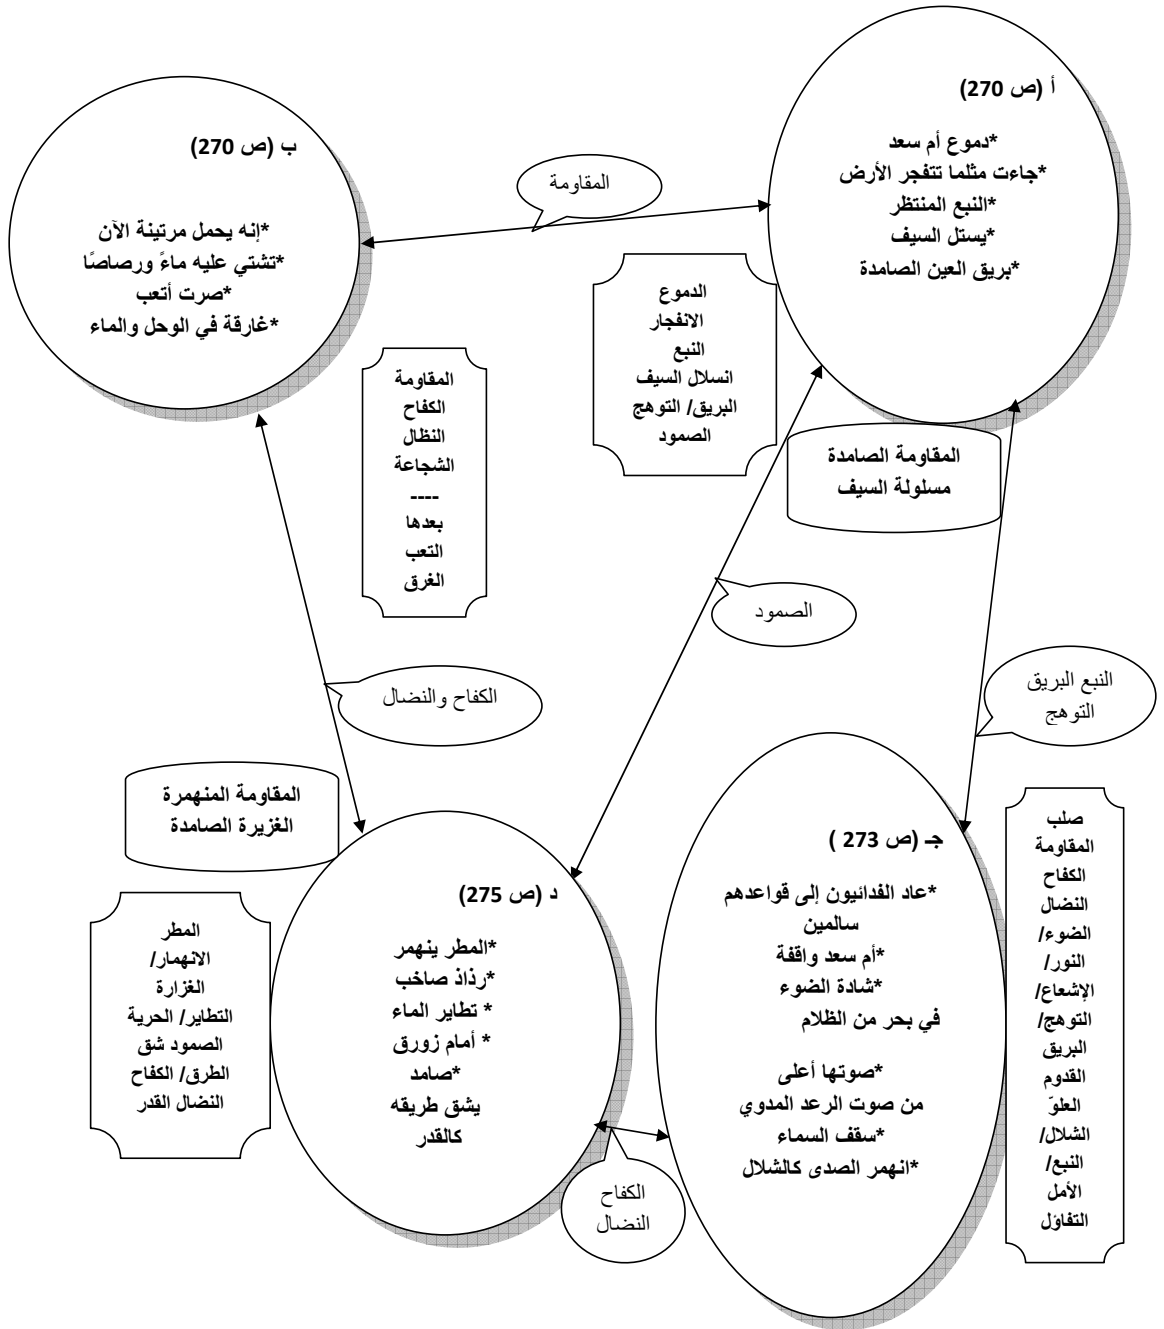 أ (ص 270)
*دموع أم سعد
*جاءت مثلما تتفجر الأرض
*النبع المنتظر
*يستل السيف
*بريق العين الصامدة
ب (ص 270)
*إنه يحمل مرتينة الآن
*تشتي عليه ماءً ورصاصًا
*صرت أتعب
*غارقة في الوحل والماء
المقاومة
الدموع
الانفجار
النبع
انسلال السيف
البريق/ التوهج
الصمود
المقاومة
الكفاح
النظال
الشجاعة
----
بعدها
التعب
الغرق
المقاومة الصامدة
مسلولة السيف
الصمود
الكفاح والنضال
النبع البريق
التوهج
المقاومة المنهمرة
الغزيرة الصامدة
جـ (ص 273 )
*عاد الفدائيون إلى قواعدهم
سالمين
*أم سعد واقفة
*شادة الضوء
في بحر من الظلام
*صوتها أعلى
من صوت الرعد المدوي
*سقف السماء
*انهمر الصدى كالشلال
صلب
المقاومة
الكفاح
النضال
الضوء/
النور/
الإشعاع/
التوهج/
البريق
القدوم
العلوّ
الشلال/
النبع/
الأمل
التفاؤل
د (ص 275)
*المطر ينهمر
*رذاذ صاخب
* تطاير الماء
* أمام زورق
*صامد
يشق طريقه
كالقدر
المطر
الانهمار/
الغزارة
التطاير/ الحرية
الصمود شق
الطرق/ الكفاح
النضال القدر
الكفاح
النضال